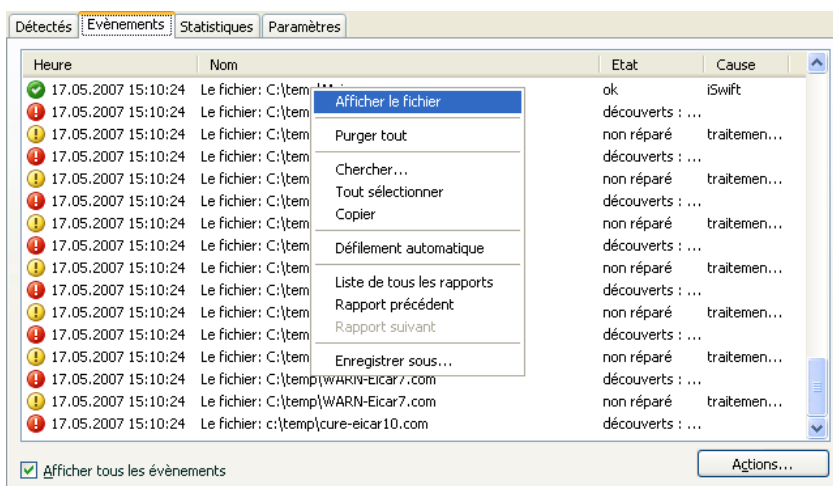 Détectés Evènements Statistiques Paramètres
Heure Nom Etat Cause
17.05.2007 15:10:24 Le fichier: C:\tem ok iSwift
Afficher le fichier
17.05.2007 15:10:24 Le fichier: C:\tem découverts : ...
17.05.2007 15:10:24 Le fichier: C:\tem Purger tout non réparé traitemen...
17.05.2007 15:10:24 Le fichier: C:\tem découverts : ...
Chercher...
17.05.2007 15:10:24 Le fichier: C:\tem non réparé traitemen...
Tout sélectionner
17.05.2007 15:10:24 Le fichier: C:\tem découverts : ...
Copier
17.05.2007 15:10:24 Le fichier: C:\tem non réparé traitemen...
17.05.2007 15:10:24 Le fichier: C:\tem Défilement automatique découverts : ...
17.05.2007 15:10:24 Le fichier: C:\tem non réparé traitemen...
Liste de tous les rapports
17.05.2007 15:10:24 Le fichier: C:\tem découverts : ...
Rapport précédent
17.05.2007 15:10:24 Le fichier: C:\tem non réparé traitemen...
Rapport suivant
17.05.2007 15:10:24 Le fichier: C:\tem découverts : ...
17.05.2007 15:10:24 Le fichier: C:\tem Enregistrer sous... non réparé traitemen...
17.05.2007 15:10:24 Le fichier: C:\temp\WARN-Eicar7.com découverts : ...
17.05.2007 15:10:24 Le fichier: C:\temp\WARN-Eicar7.com non réparé traitemen...
17.05.2007 15:10:24 Le fichier: c:\temp\cure-eicar10.com découverts : ...
Afficher tous les évènements Actions...